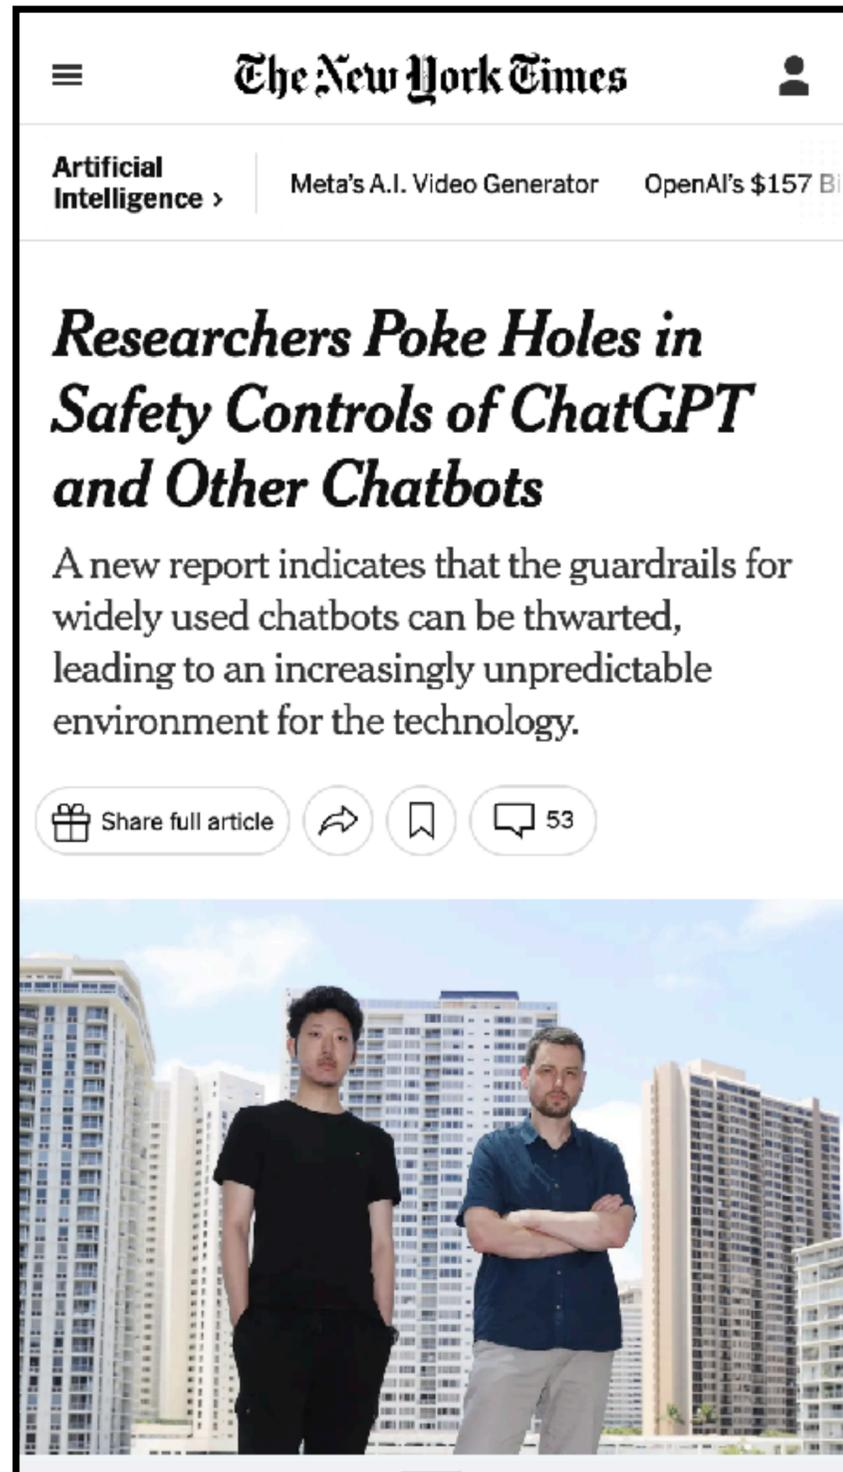 The New York Times
Artificial
Intelligence >
Meta's A.I. Video Generator
OpenAI's $157 Bi
Researchers Poke Holes in
Safety Controls of ChatGPT
and Other Chatbots
A new report indicates that the guardrails for
widely used chatbots can be thwarted,
leading to an increasingly unpredictable
environment for the technology.
Share full article
53